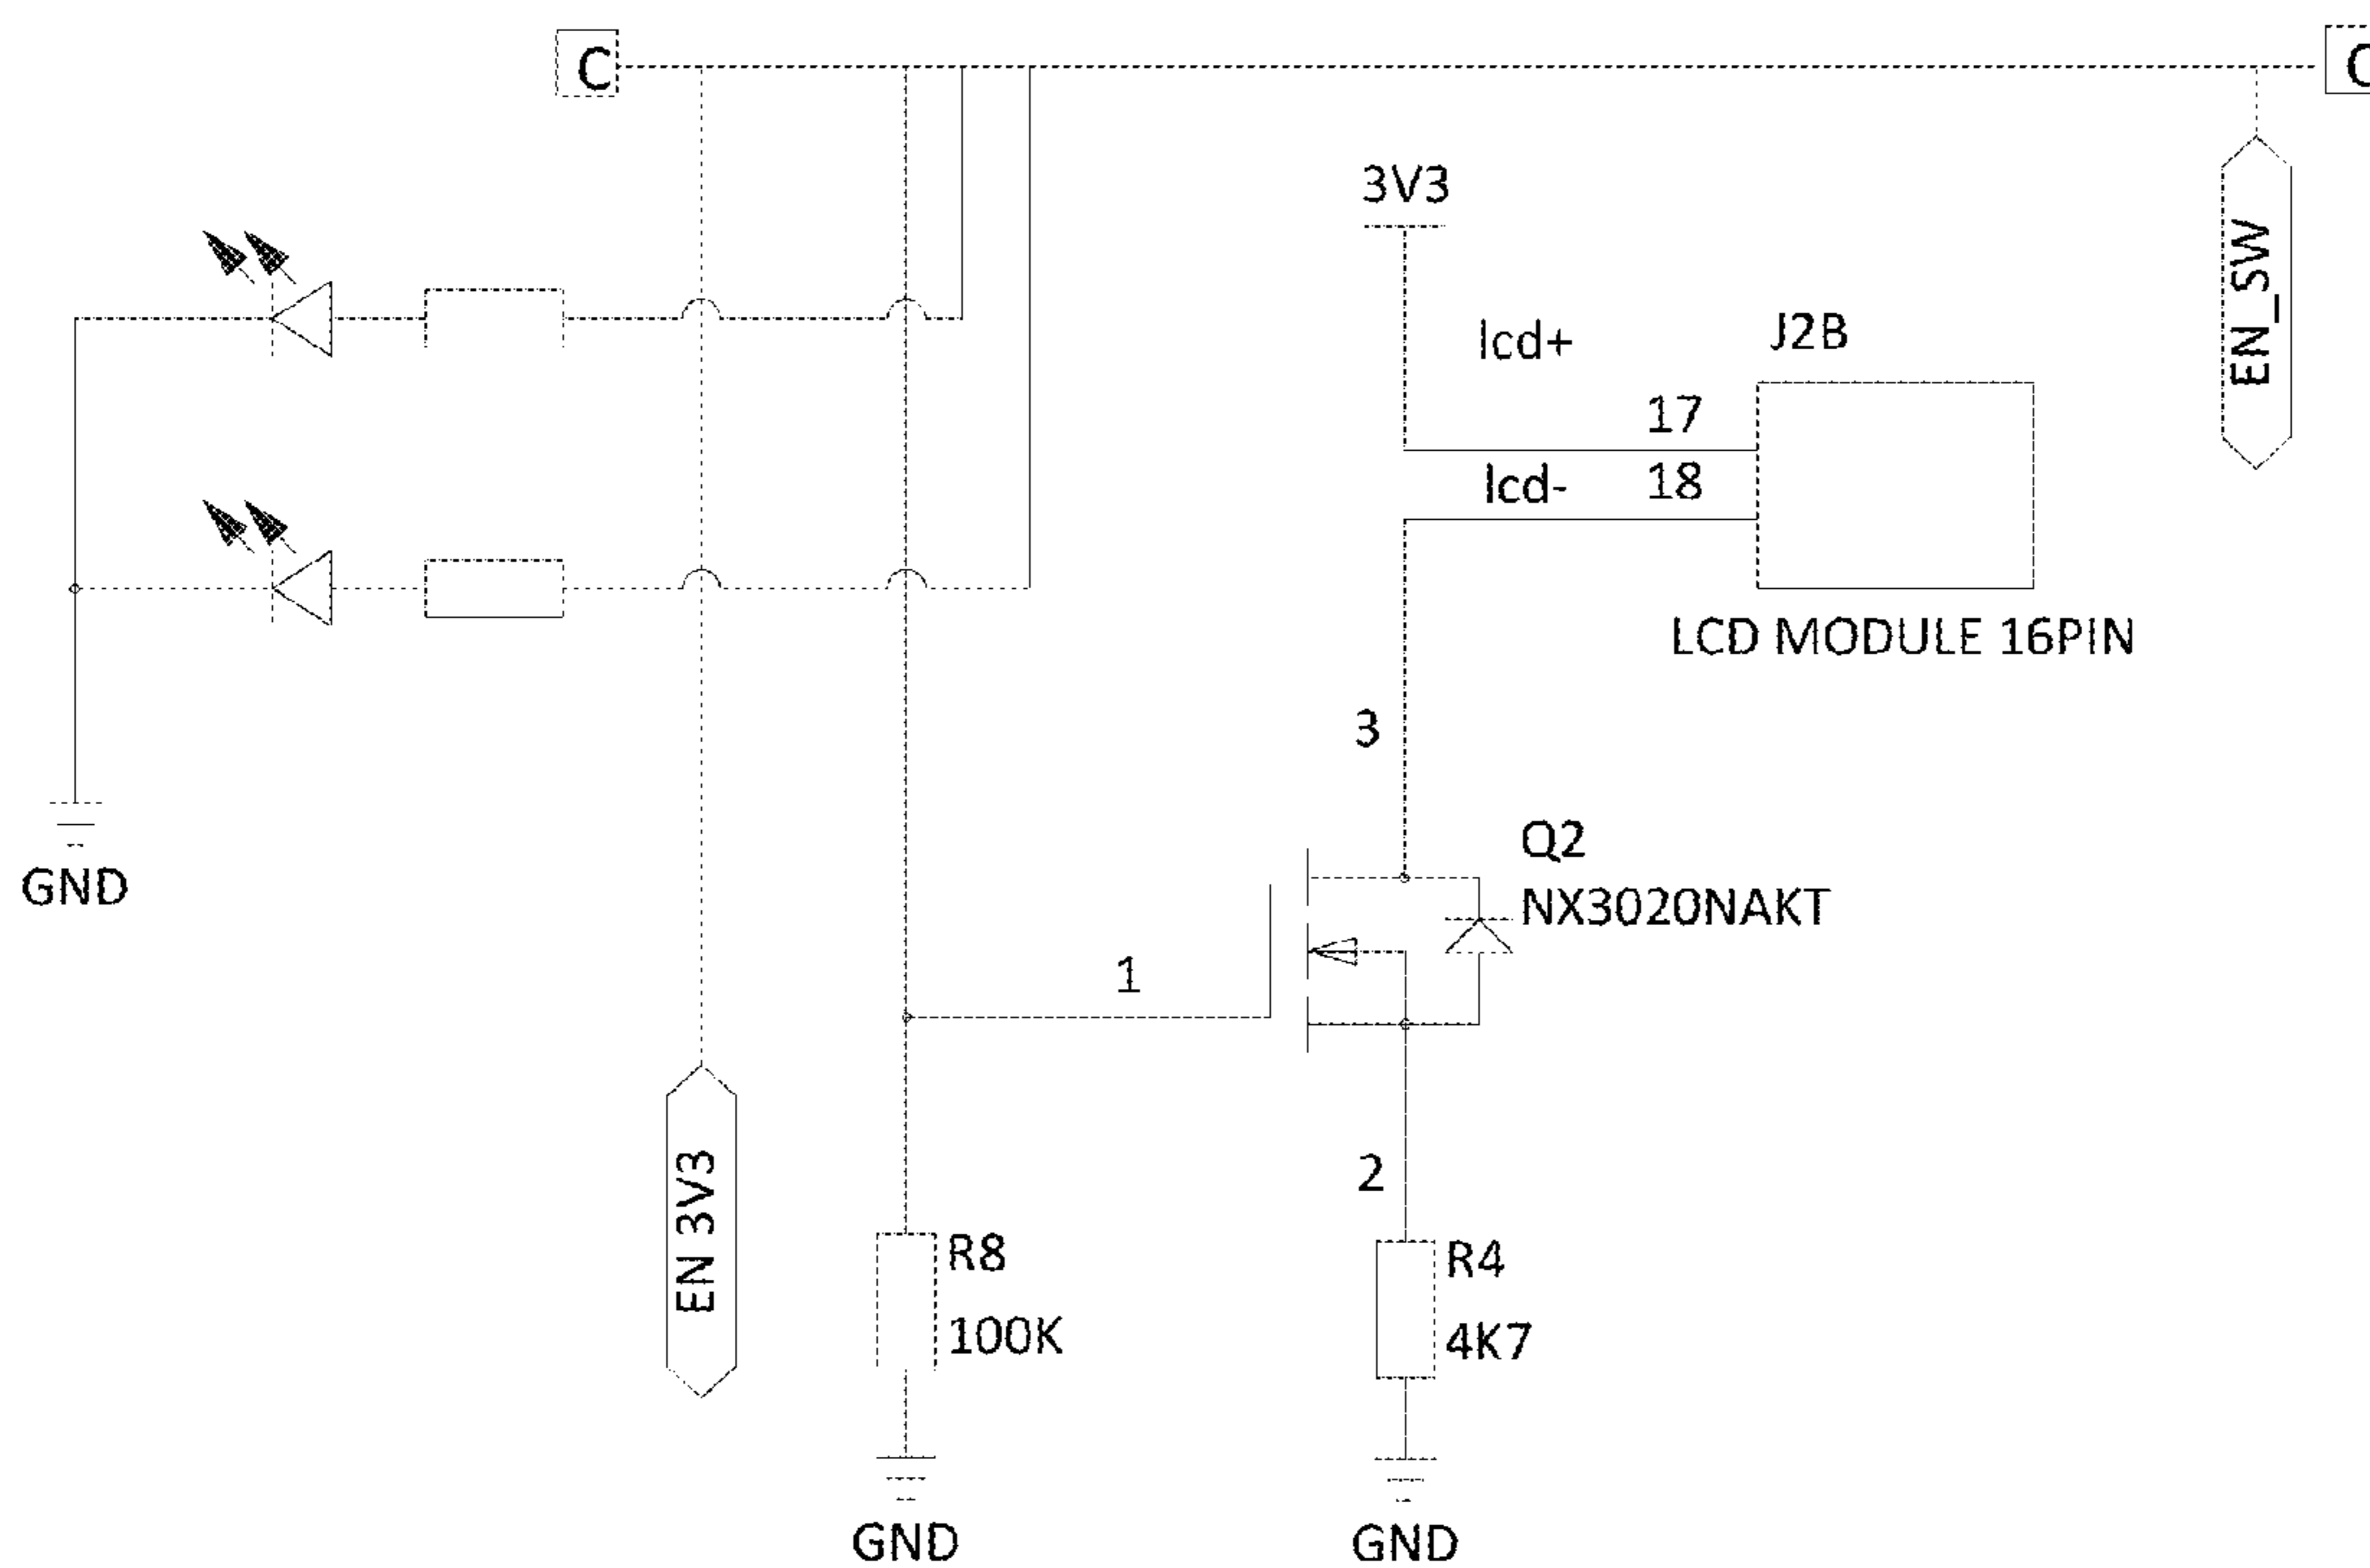 C
C
3V3
EN_SW
lcd+
J2B
17
lcd-
18
LCD MODULE 16PIN
3
Q2
GND
NX3020NAKT
1
2
EN 3V3
R8
R4
100K
4K7
GND
GND